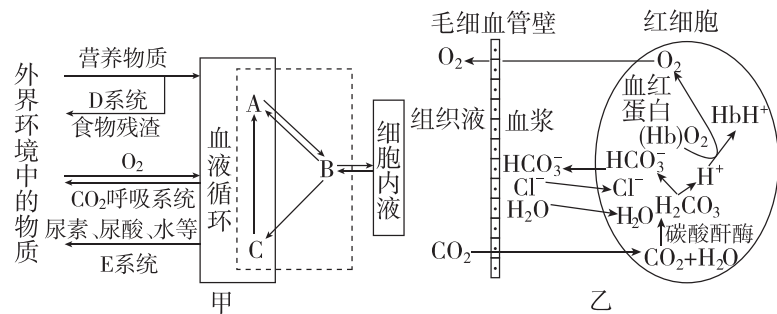 外界环境中的物质
营养物质
D系统
食物残渣
O₂
CO₂呼吸系统
尿素、尿酸、水等
E系统
血液循环
A
B
C
细胞内液
甲
毛细血管壁
红细胞
O₂
O₂
组织液
血浆
血红
蛋白
(Hb)O₂
HbH⁺
HCO₃⁻
HCO₃⁻
H⁺
Cl⁻
Cl⁻
H₂O
H₂O
H₂CO₃
碳酸酐酶
CO₂
CO₂+H₂O
乙